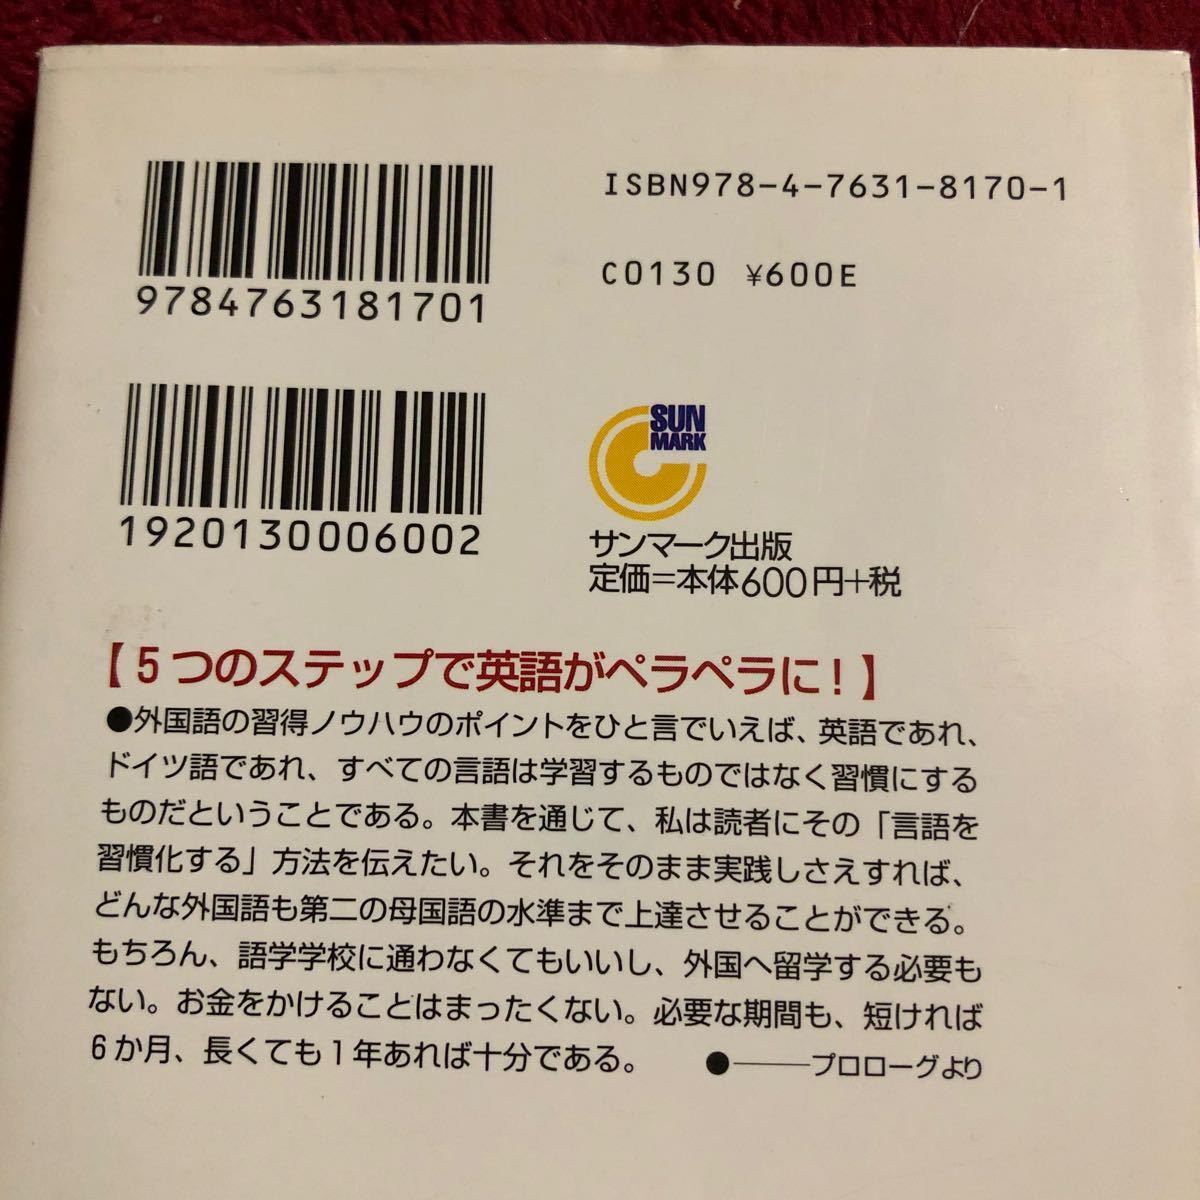 ISBN978-4-7631-8170-1
9784763181701
C0130 ¥600E
1920130006002
SUN
MARK
サンマーク出版
定価=本体600円+税
【5つのステップで英語がペラペラに!】
●外国語の習得ノウハウのポイントをひと言でいえば、英語であれ、
ドイツ語であれ、すべての言語は学習するものではなく習慣にする
ものだということである。本書を通じて、私は読者にその「言語を
習慣化する」方法を伝えたい。それをそのまま実践しさえすれば、
どんな外国語も第二の母国語の水準まで上達させることができる。
もちろん、語学学校に通わなくてもいいし、外国へ留学する必要も
ない。お金をかけることはまったくない。必要な期間も、短ければ
6か月、長くても1年あれば十分である。 ●――プロローグより